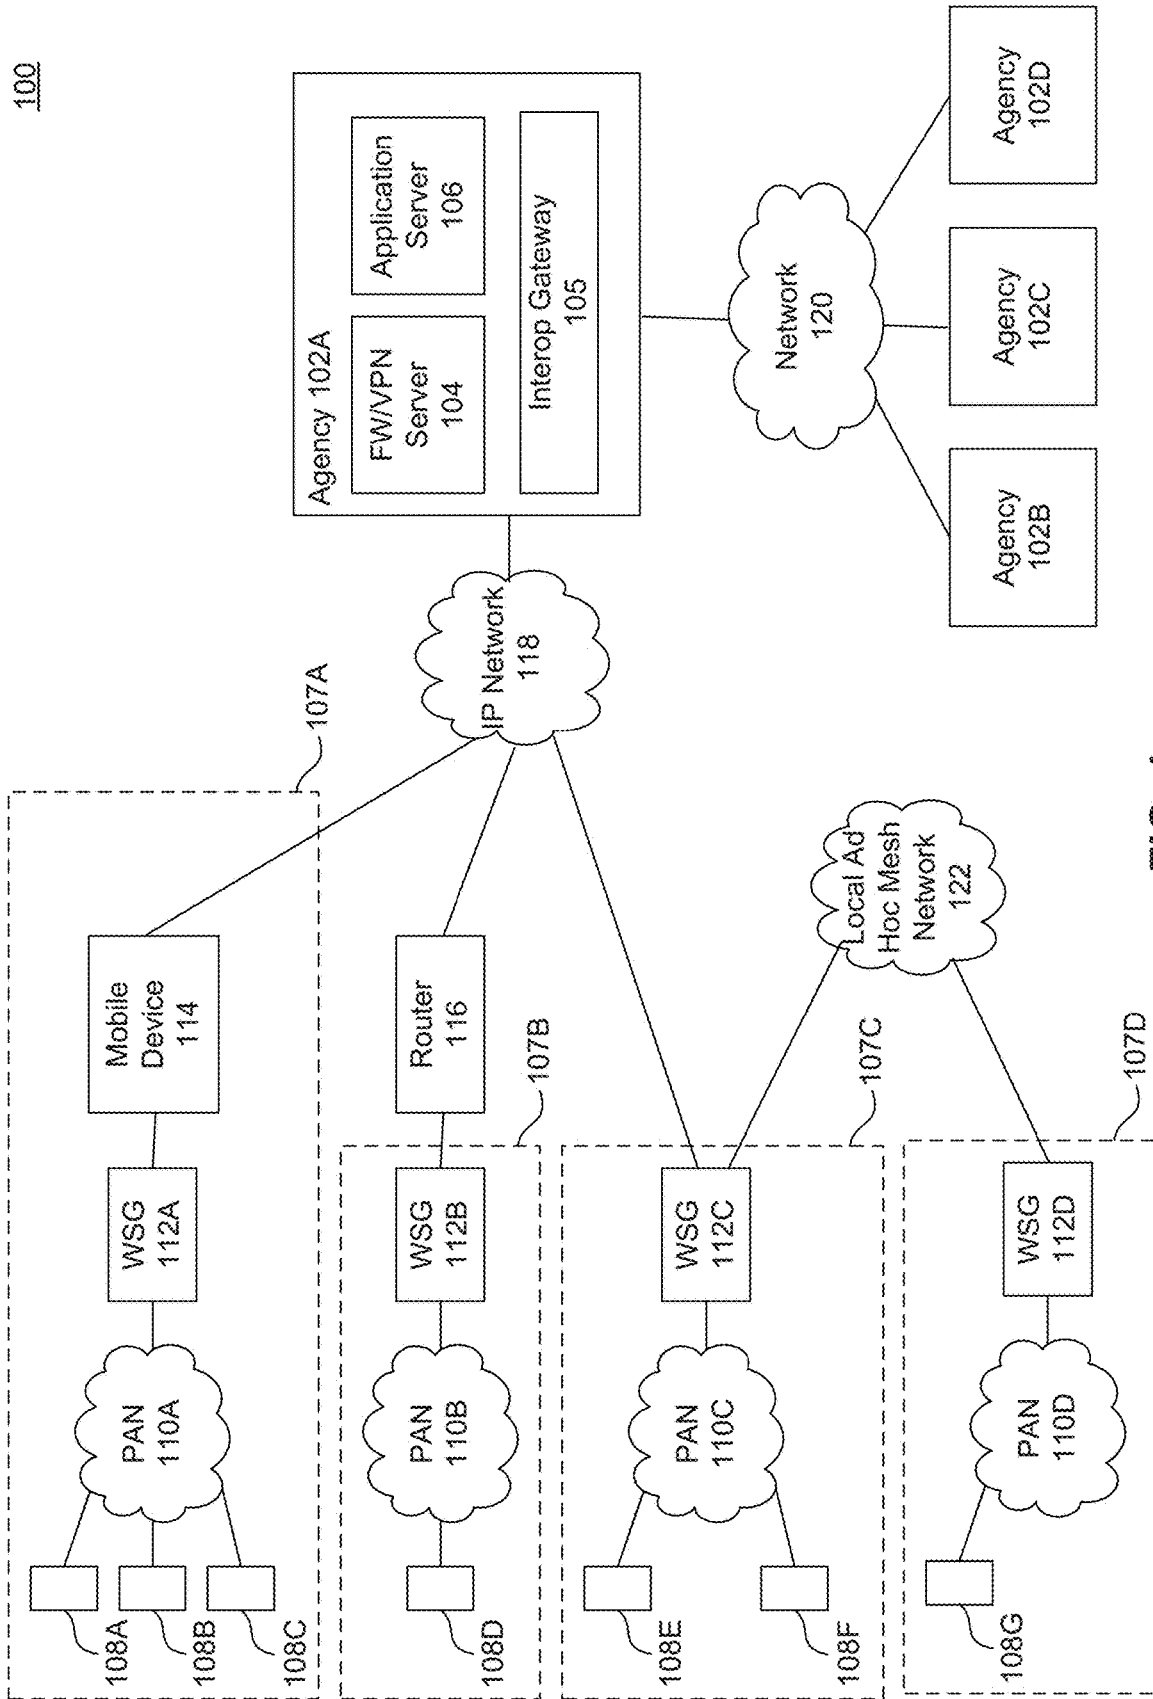 100
Agency 102A
FW/VPN
Server
104
Application
Server
106
Interop Gateway
105
Network
120
Agency
102B
Agency
102C
Agency
102D
IP Network
118
107A
Mobile
Device
114
WSG
112A
PAN
110A
108A
108B
108C
Router
116
107B
WSG
112B
PAN
110B
108D
107C
WSG
112C
PAN
110C
108E
108F
Local Ad
Hoc Mesh
Network
122
107D
WSG
112D
PAN
110D
108G